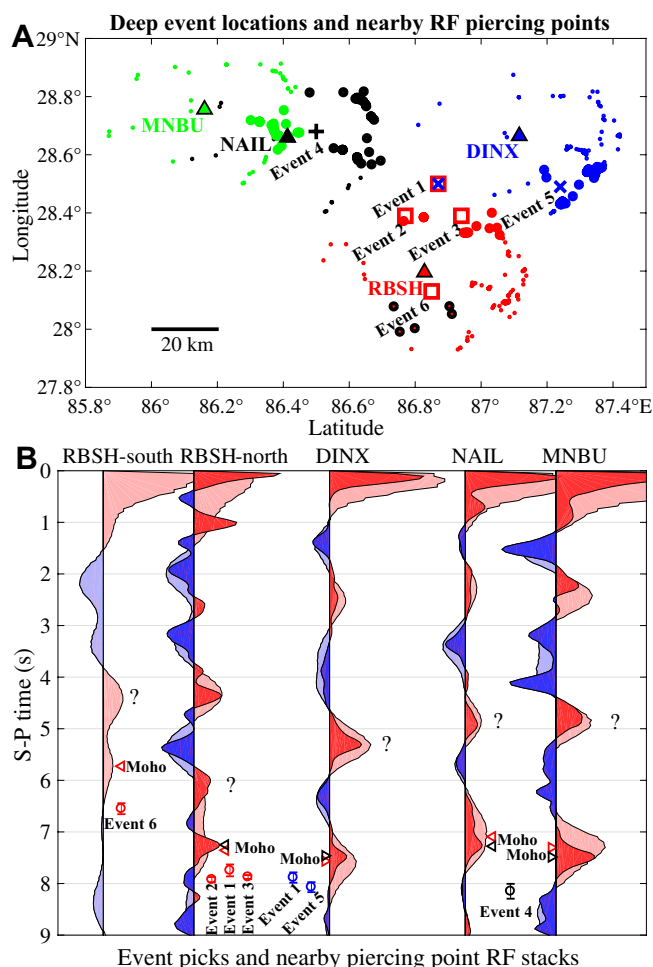 Deep event locations and nearby RF piercing points
A
29°N
28.8°
28.6°
28.4°
28.2°
28°
27.8°
Longitude
MNBU
NAIL
Event 4
DINX
Event 1
Event 2
Event 3
Event 5
RBSH
Event 6
20 km
85.8°
86°
86.2°
86.4°
86.6°
86.8°
87°
87.2°
87.4°E
Latitude
B
RBSH-south
RBSH-north
DINX
NAIL
MNBU
0
1
2
3
4
5
6
7
8
9
S-P time (s)
?
?
?
?
?
Moho
Event 6
Moho
Event 2
Event 1
Event 3
Event 1
Event 5
Moho
Moho
Moho
Event 4
Event picks and nearby piercing point RF stacks